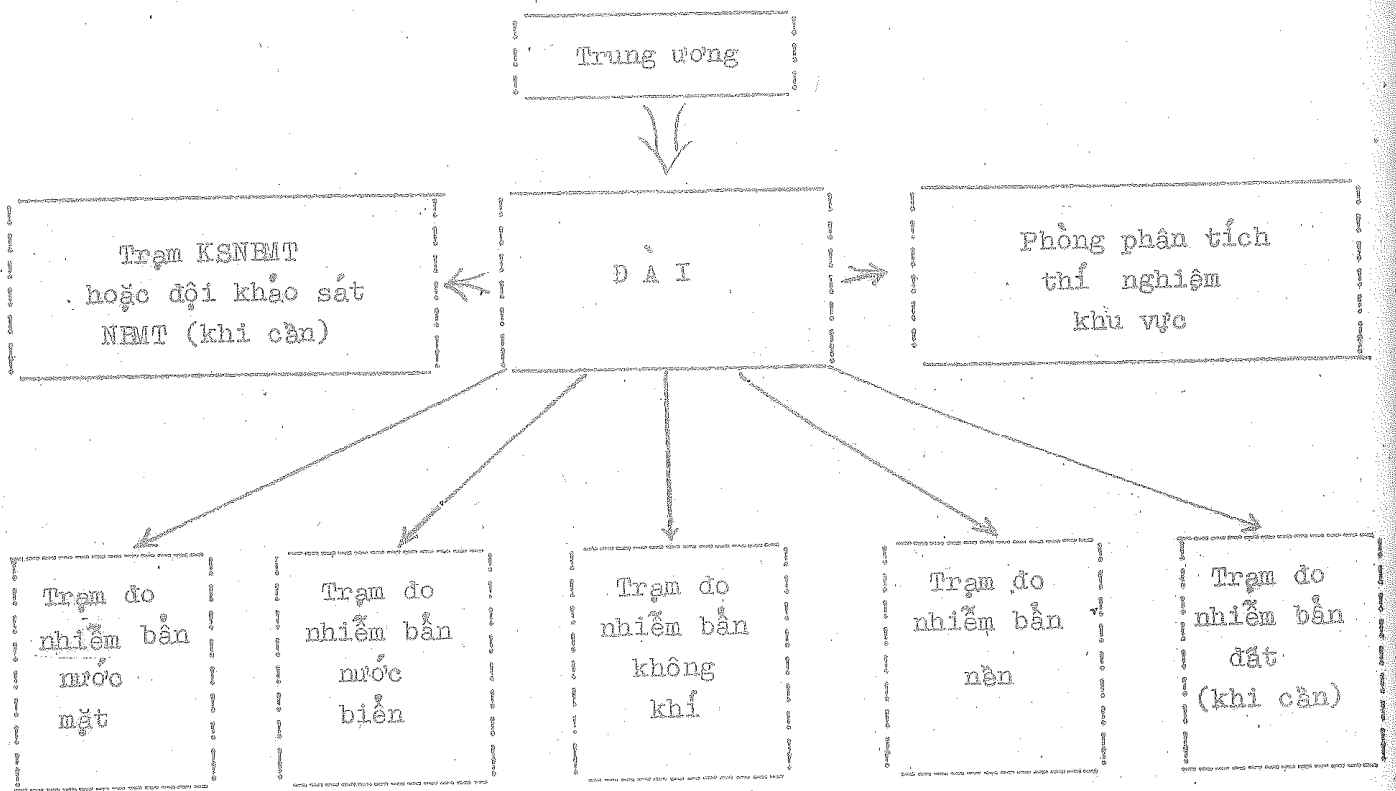 Trung ương
Trạm KSNBMT
hoặc đội khảo sát
NBMT (khi cần)
ĐÀI
Phòng phân tích
thí nghiệm
khu vực
Trạm đo
nhiễm bẩn
nước
mặt
Trạm đo
nhiễm bẩn
nước
biển
Trạm đo
nhiễm bẩn
không
khí
Trạm đo
nhiễm bẩn
nền
Trạm đo
nhiễm bẩn
đất
(khi cần)